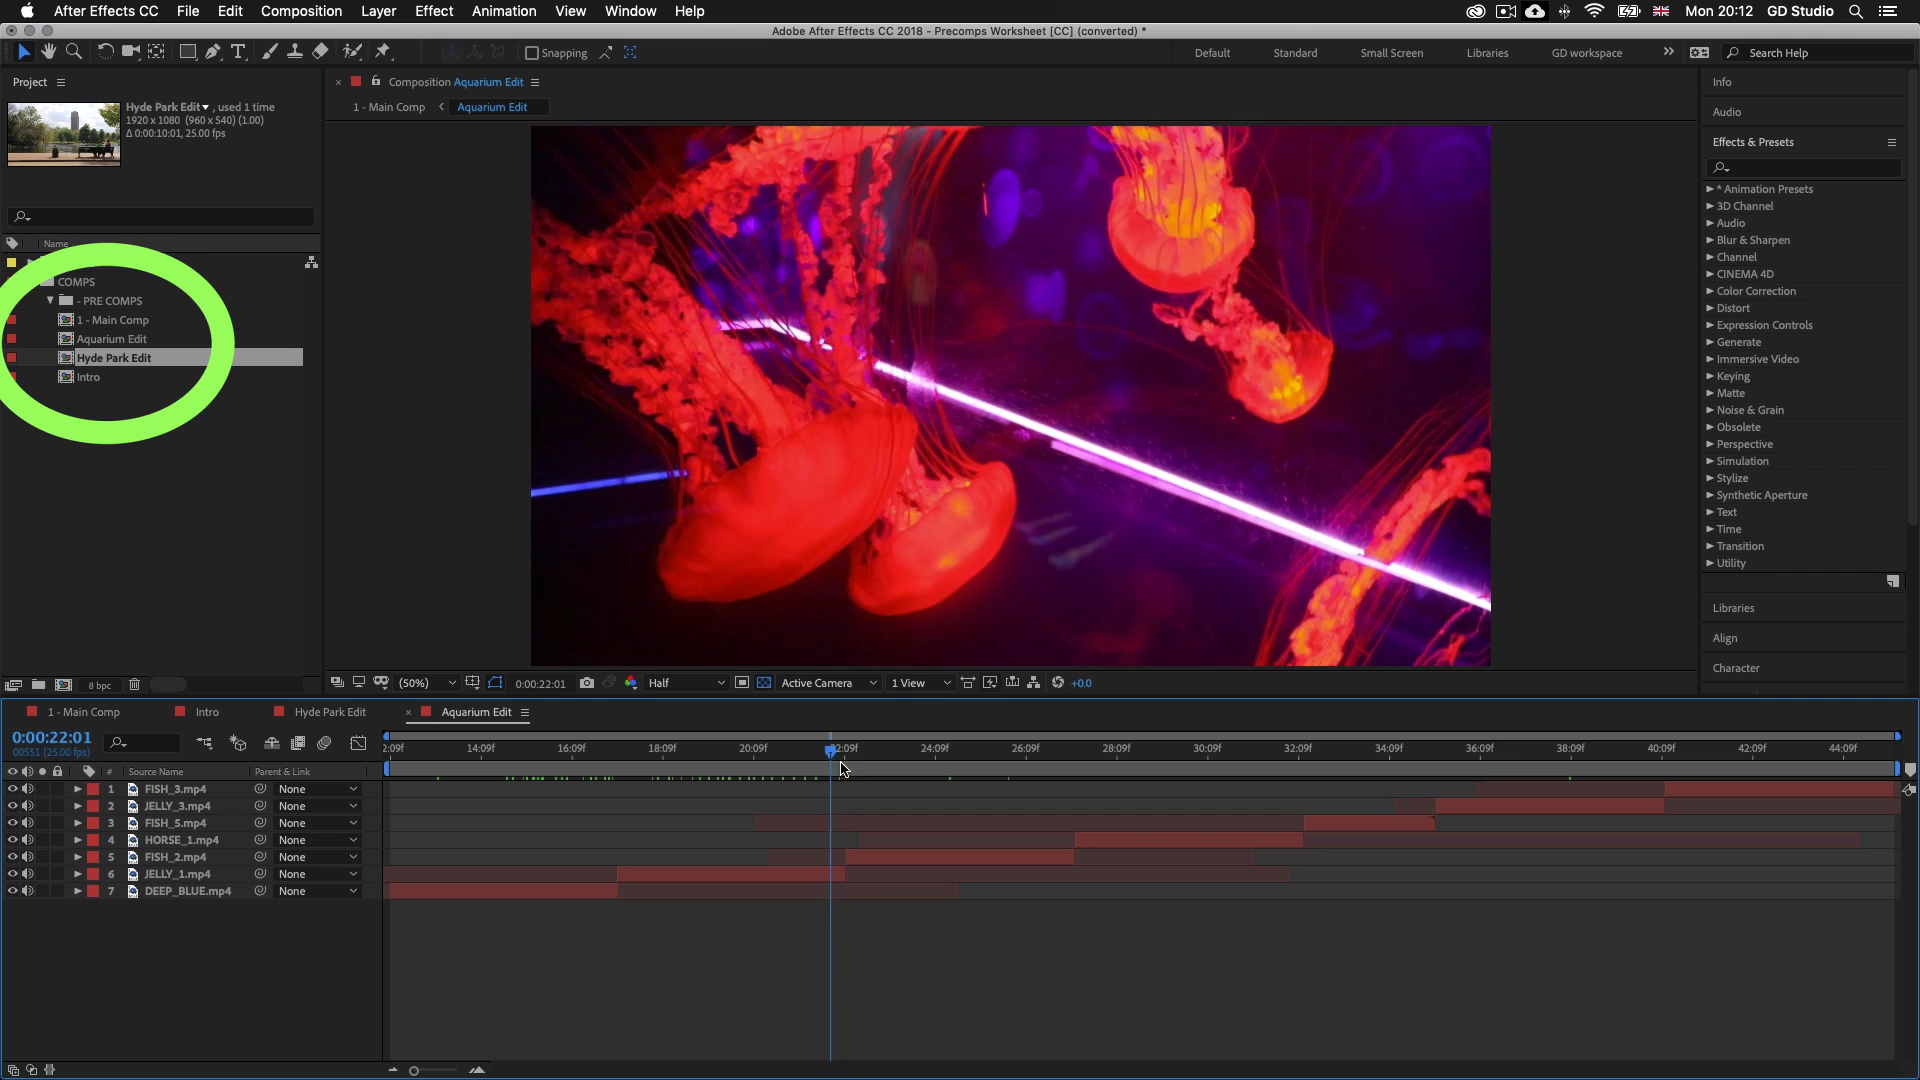 After Effects CC File Edit Composition Layer Effect Animation View Window Help Mon 20:12 GD Studio
Adobe After Effects CC 2018 - Precomps Worksheet [CC] (converted) *
Snapping Default Standard Small Screen Libraries GD workspace Search Help
Project
Hyde Park Edit , used 1 time
1920 x 1080 (960 x 540) (1.00)
Δ 0:00:10:01, 25.00 fps
Name
COMPS
- PRE COMPS
1 - Main Comp
Aquarium Edit
Hyde Park Edit
Intro
8 bpc
Composition Aquarium Edit
1 - Main Comp Aquarium Edit
(50%) 0:00:22:01 Half Active Camera 1 View +0.0
Info
Audio
Effects & Presets
* Animation Presets
3D Channel
Audio
Blur & Sharpen
Channel
CINEMA 4D
Color Correction
Distort
Expression Controls
Generate
Immersive Video
Keying
Matte
Noise & Grain
Obsolete
Perspective
Simulation
Stylize
Synthetic Aperture
Text
Time
Transition
Utility
Libraries
Align
Character
1 - Main Comp Intro Hyde Park Edit Aquarium Edit
0:00:22:01
00551 (25.00 fps)
2:09f 14:09f 16:09f 18:09f 20:09f 22:09f 24:09f 26:09f 28:09f 30:09f 32:09f 34:09f 36:09f 38:09f 40:09f 42:09f 44:09f
# Source Name Parent & Link
1 FISH_3.mp4 None
2 JELLY_3.mp4 None
3 FISH_5.mp4 None
4 HORSE_1.mp4 None
5 FISH_2.mp4 None
6 JELLY_1.mp4 None
7 DEEP_BLUE.mp4 None